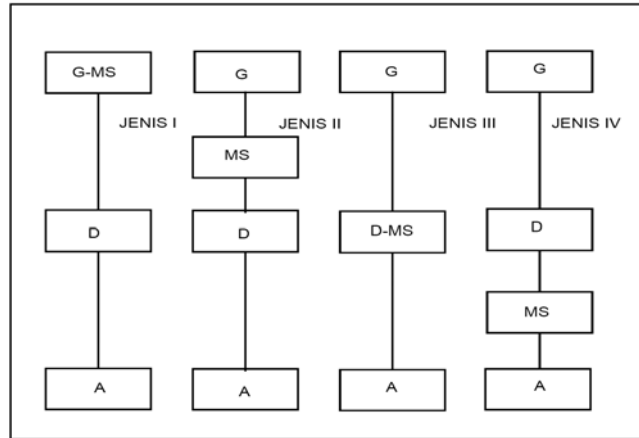 G-MS G G G
JENIS I JENIS II JENIS III JENIS IV
MS
D D D-MS D
MS
A A A A